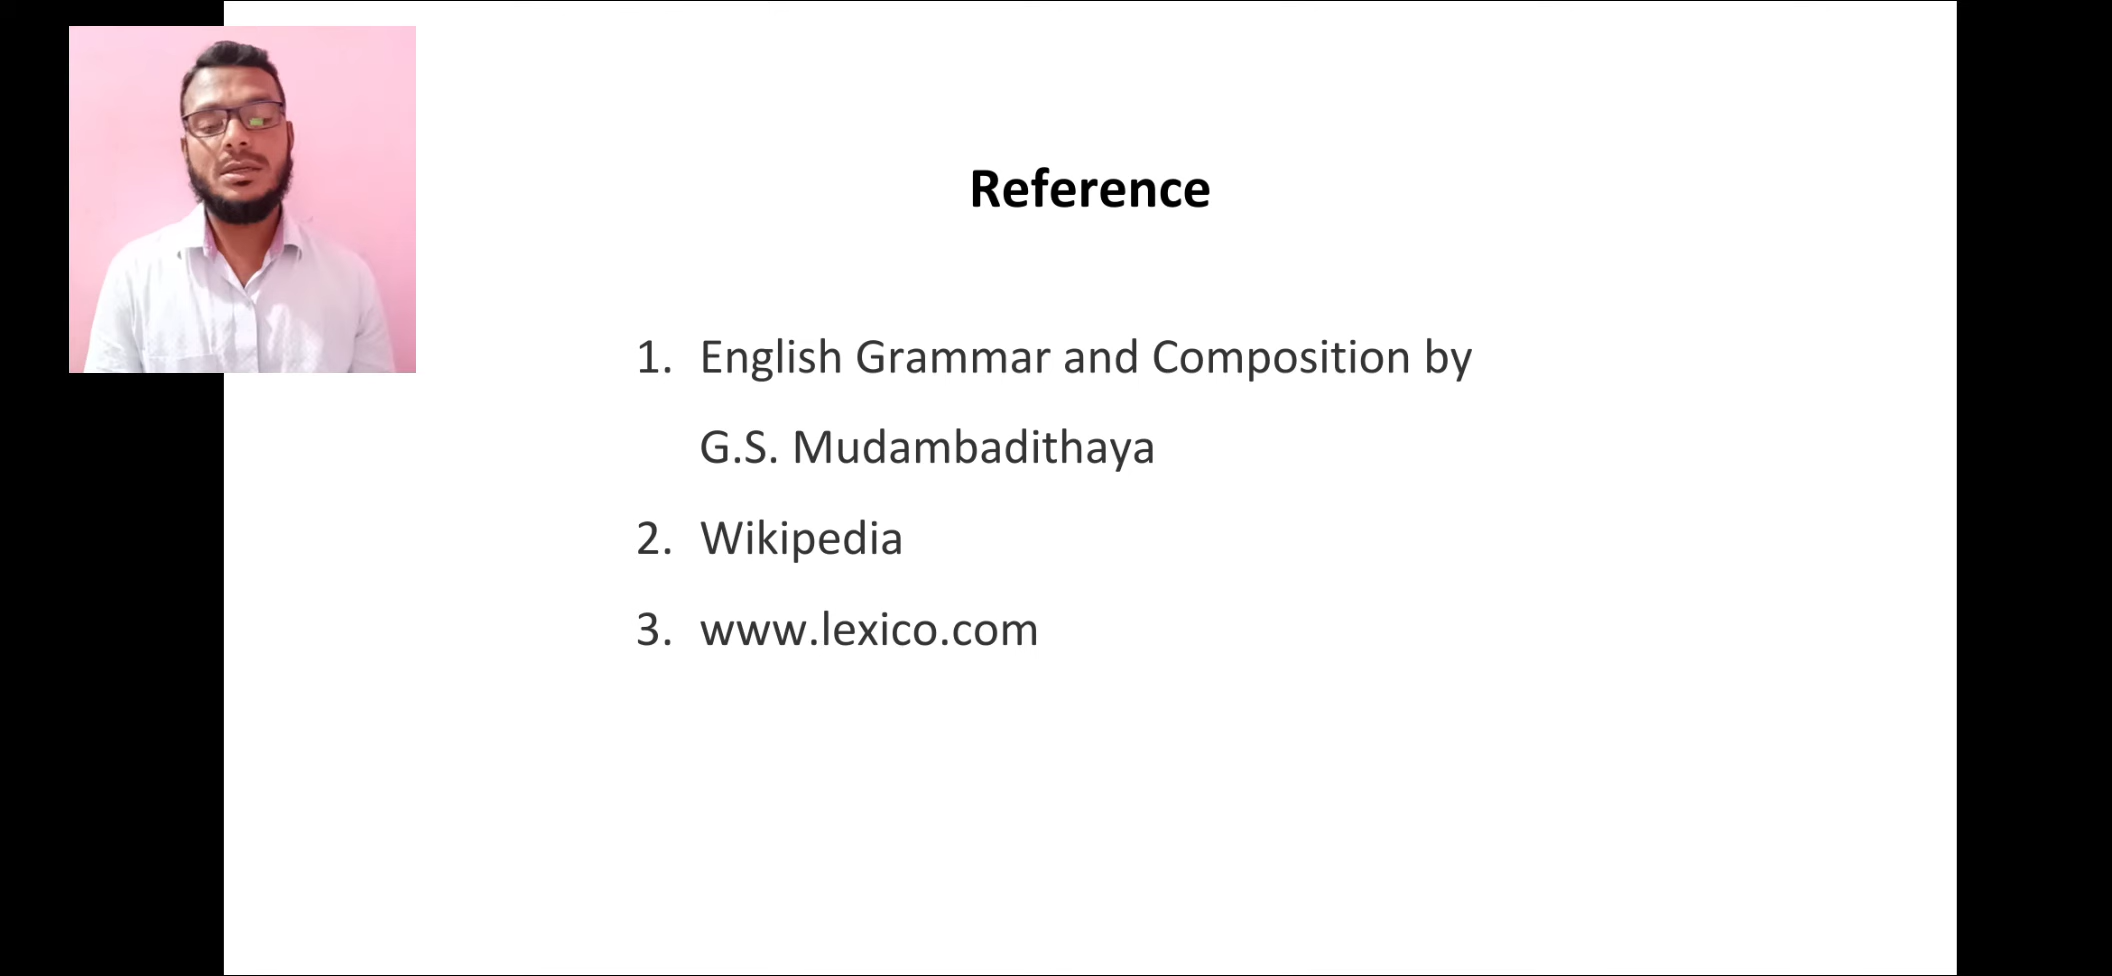 Reference
1. English Grammar and Composition by
G.S. Mudambadithaya
2. Wikipedia
3. www.lexico.com